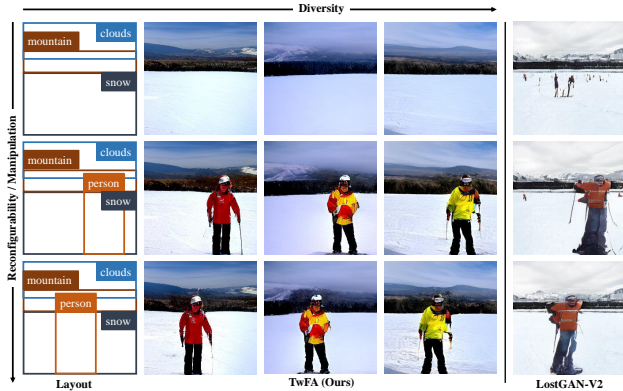 Diversity
Reconfigurability / Manipulation
clouds
mountain
snow
clouds
mountain
person
snow
clouds
mountain
person
snow
Layout
TwFA (Ours)
LostGAN-V2